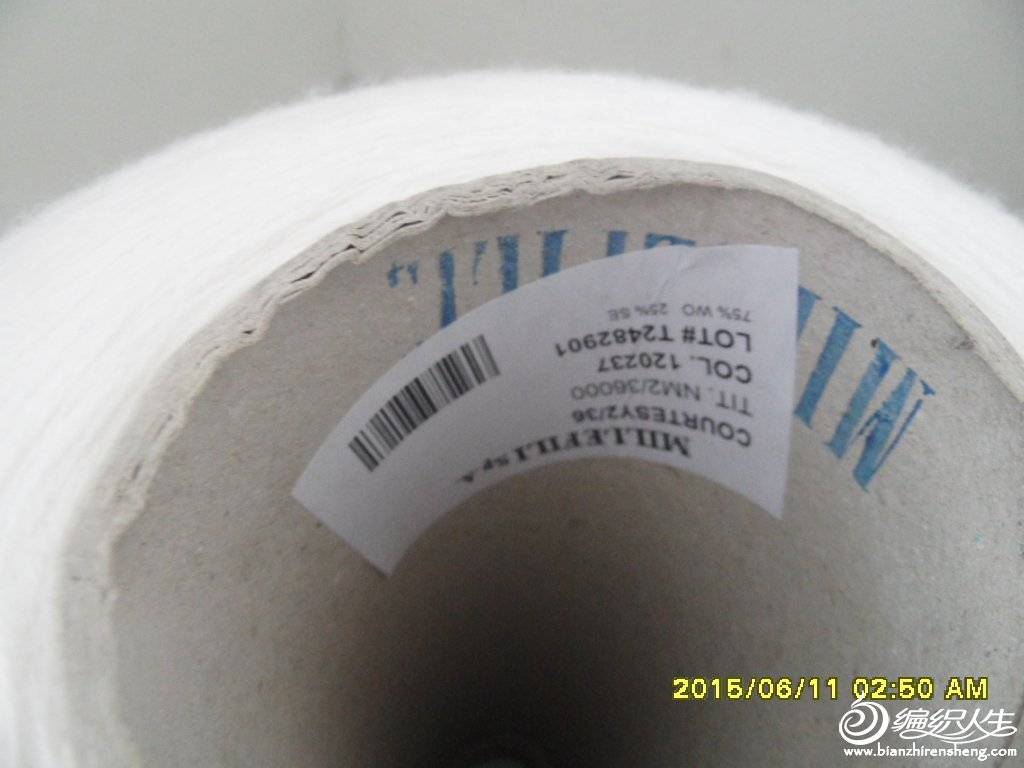 MILLEFILI SpA
COURTESY2/36
TIT. NM2/36000
COL. 120237
LOT# T2482901
75% WO 25% SE
2015/06/11 02:50 AM
编织人生
www.bianzhirensheng.com